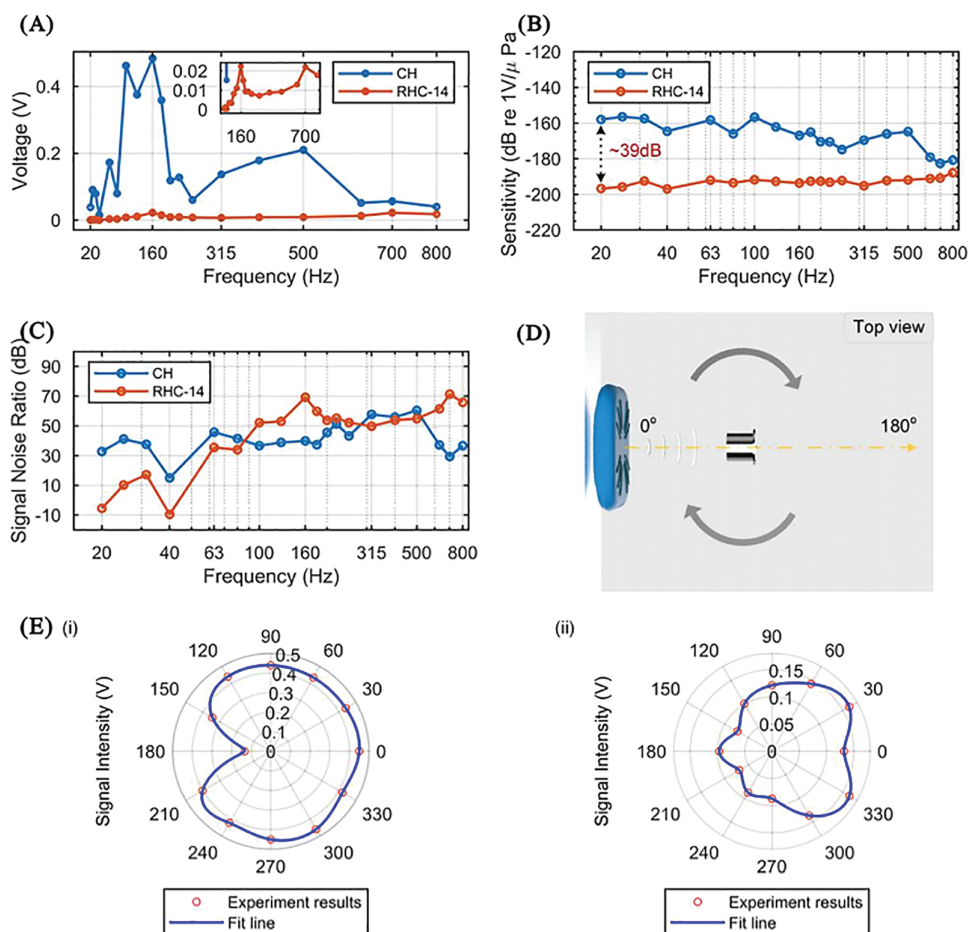 (A)
Voltage (V)
0.4
0.2
0
0.02
0.01
0
160 700
CH
RHC-14
20 160 315 500 700 800
Frequency (Hz)
(B)
Sensitivity (dB re 1V/μ Pa)
-120
-140
-160
-180
-200
-220
CH
RHC-14
~39dB
20 40 63 100 160 315 500 800
Frequency (Hz)
(C)
Signal Noise Ratio (dB)
90
70
50
30
10
-10
CH
RHC-14
20 40 63 100 160 315 500 800
Frequency (Hz)
(D)
Top view
0° 180°
(E) (i)
Signal Intensity (V)
90
120 60
150 30
180 0
210 330
240 300
270
0.5
0.4
0.3
0.2
0.1
0
Experiment results
Fit line
(ii)
Signal Intensity (V)
90
120 60
150 30
180 0
210 330
240 300
270
0.15
0.1
0.05
0
Experiment results
Fit line